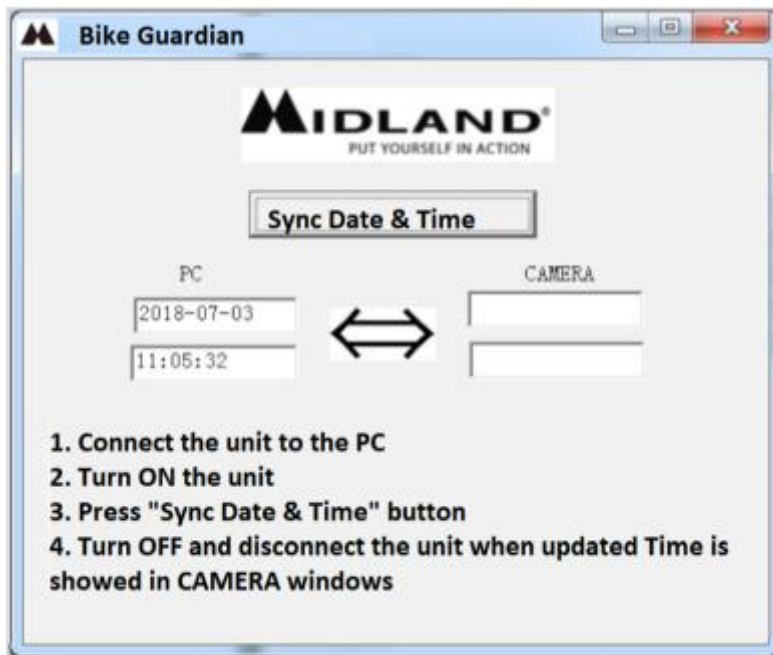 Bike Guardian
MIDLAND®
PUT YOURSELF IN ACTION
Sync Date & Time
PC
CAMERA
2018-07-03
11:05:32
1. Connect the unit to the PC
2. Turn ON the unit
3. Press "Sync Date & Time" button
4. Turn OFF and disconnect the unit when updated Time is
showed in CAMERA windows